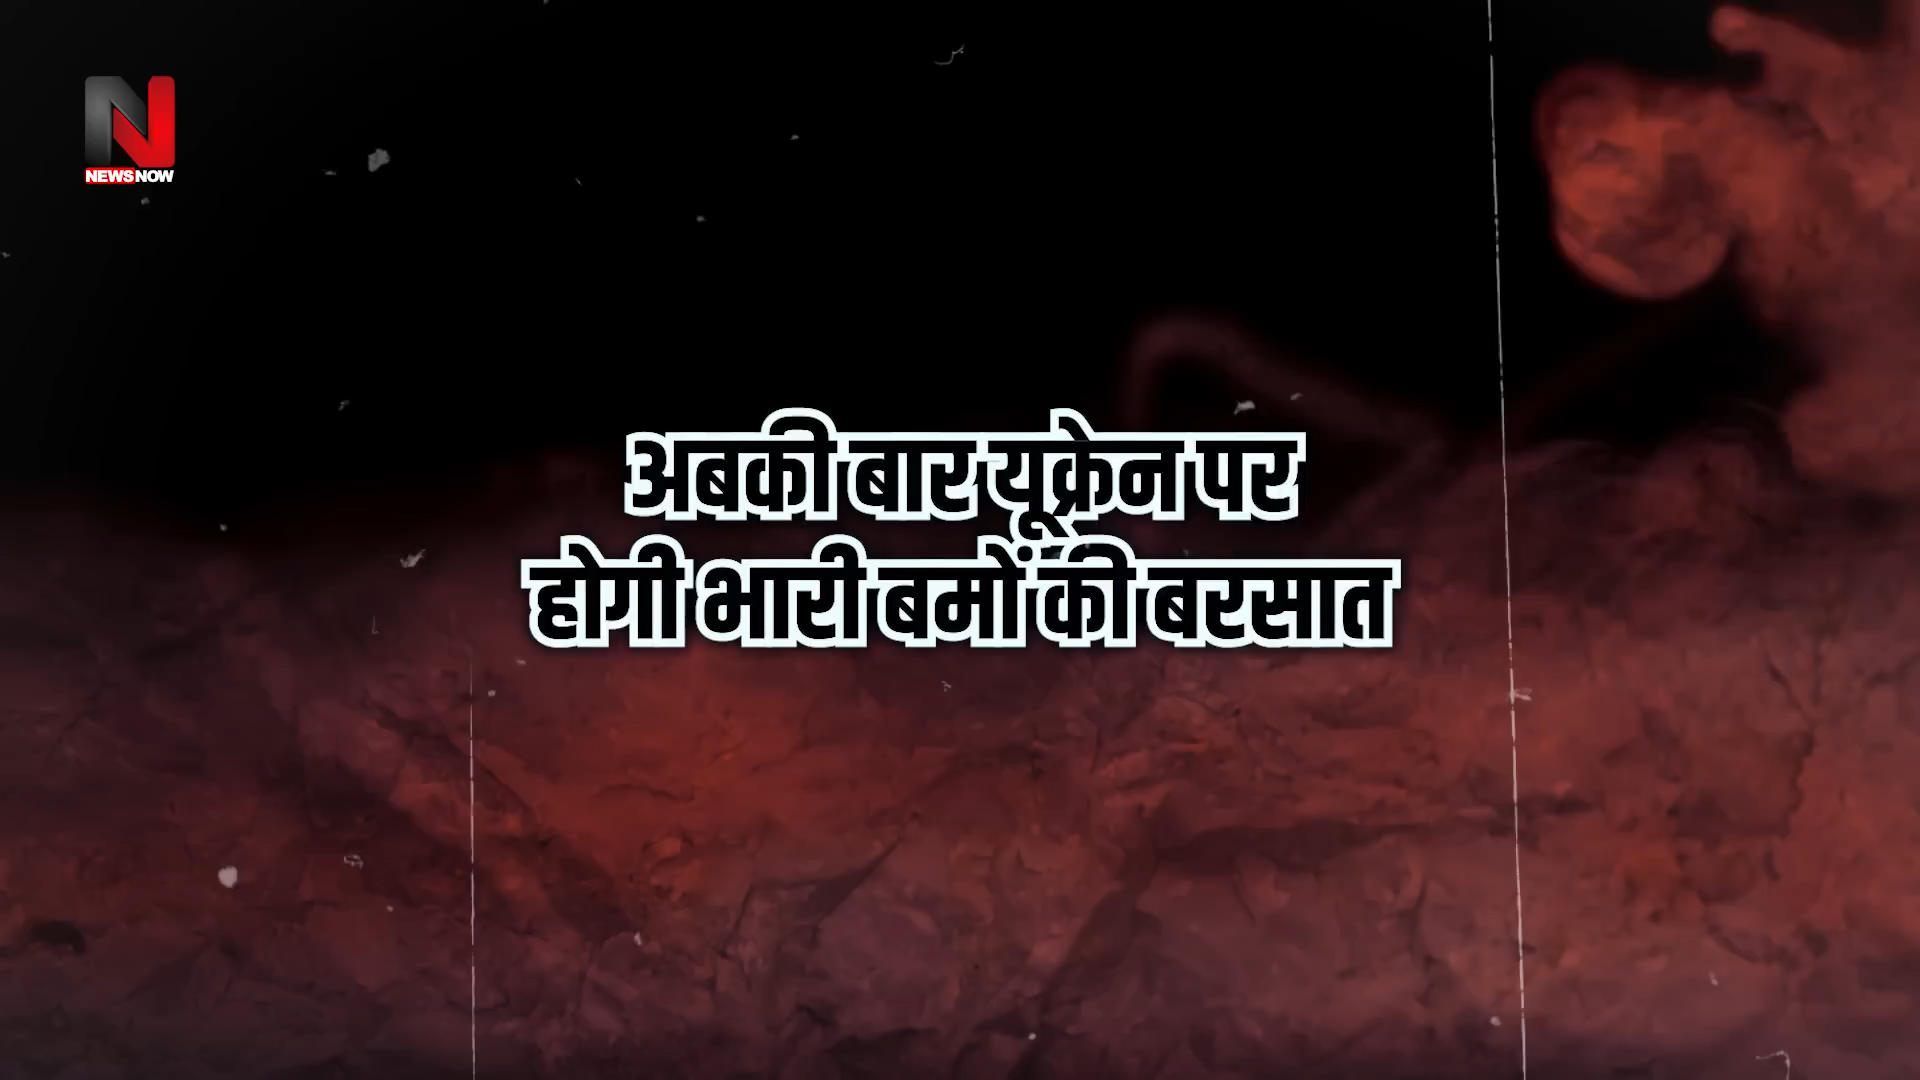 NEWSNOW
अबकी बार यूक्रेन पर
होगी भारी बमों की बरसात